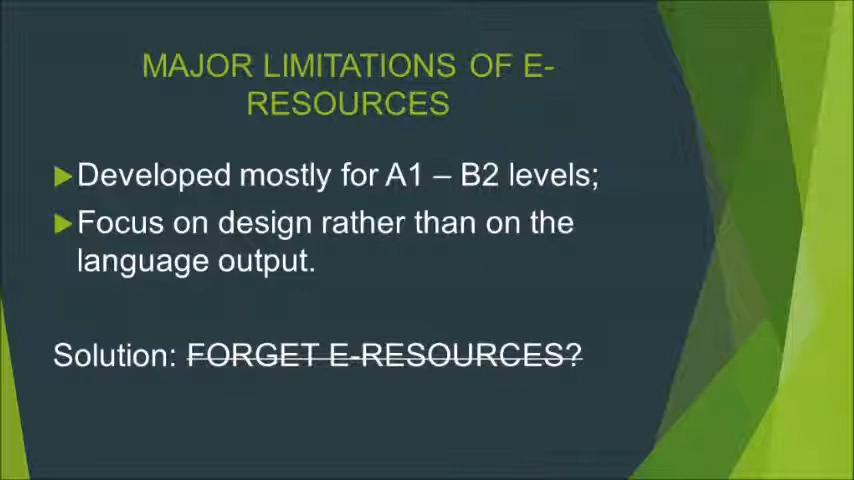 MAJOR LIMITATIONS OF E-
RESOURCES
Developed mostly for A1 – B2 levels;
Focus on design rather than on the
language output.
Solution: FORGET E-RESOURCES?